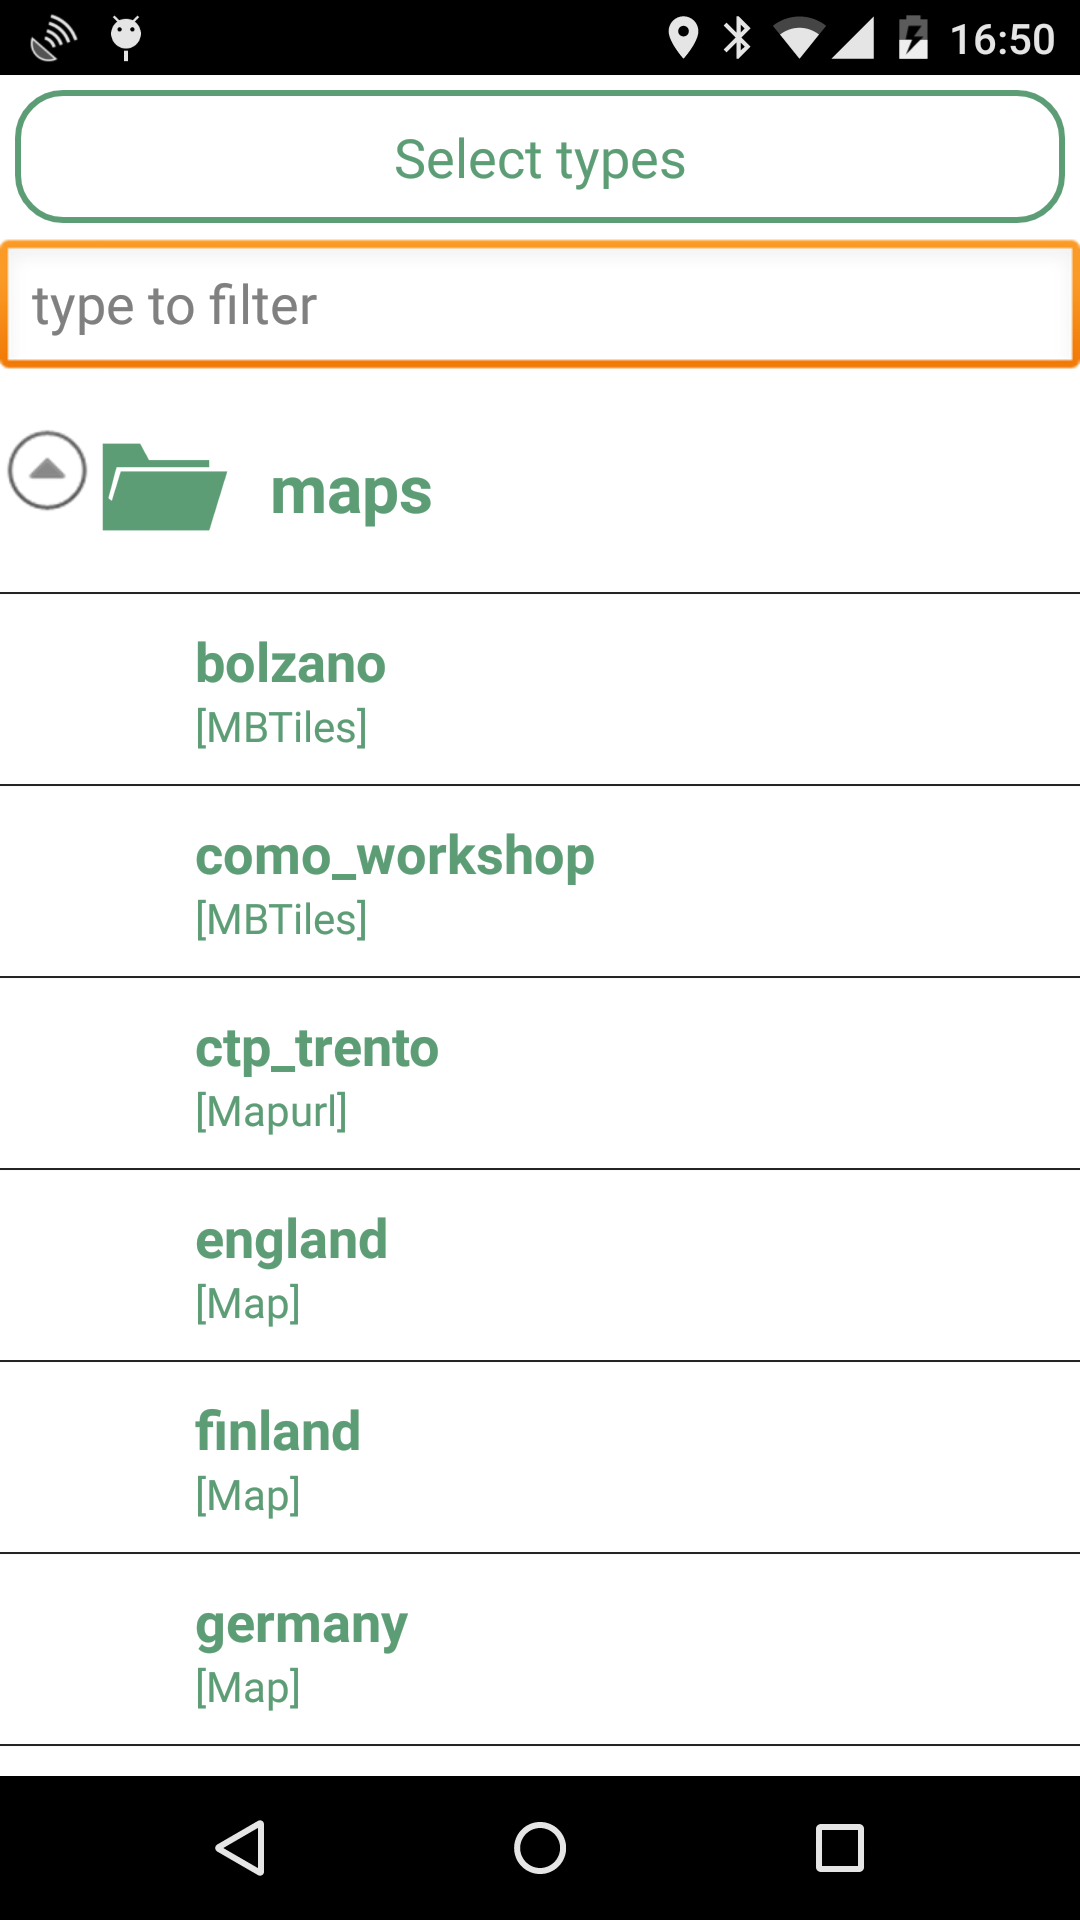 16:50
Select types
type to filter
maps
bolzano
[MBTiles]
como_workshop
[MBTiles]
ctp_trento
[Mapurl]
england
[Map]
finland
[Map]
germany
[Map]